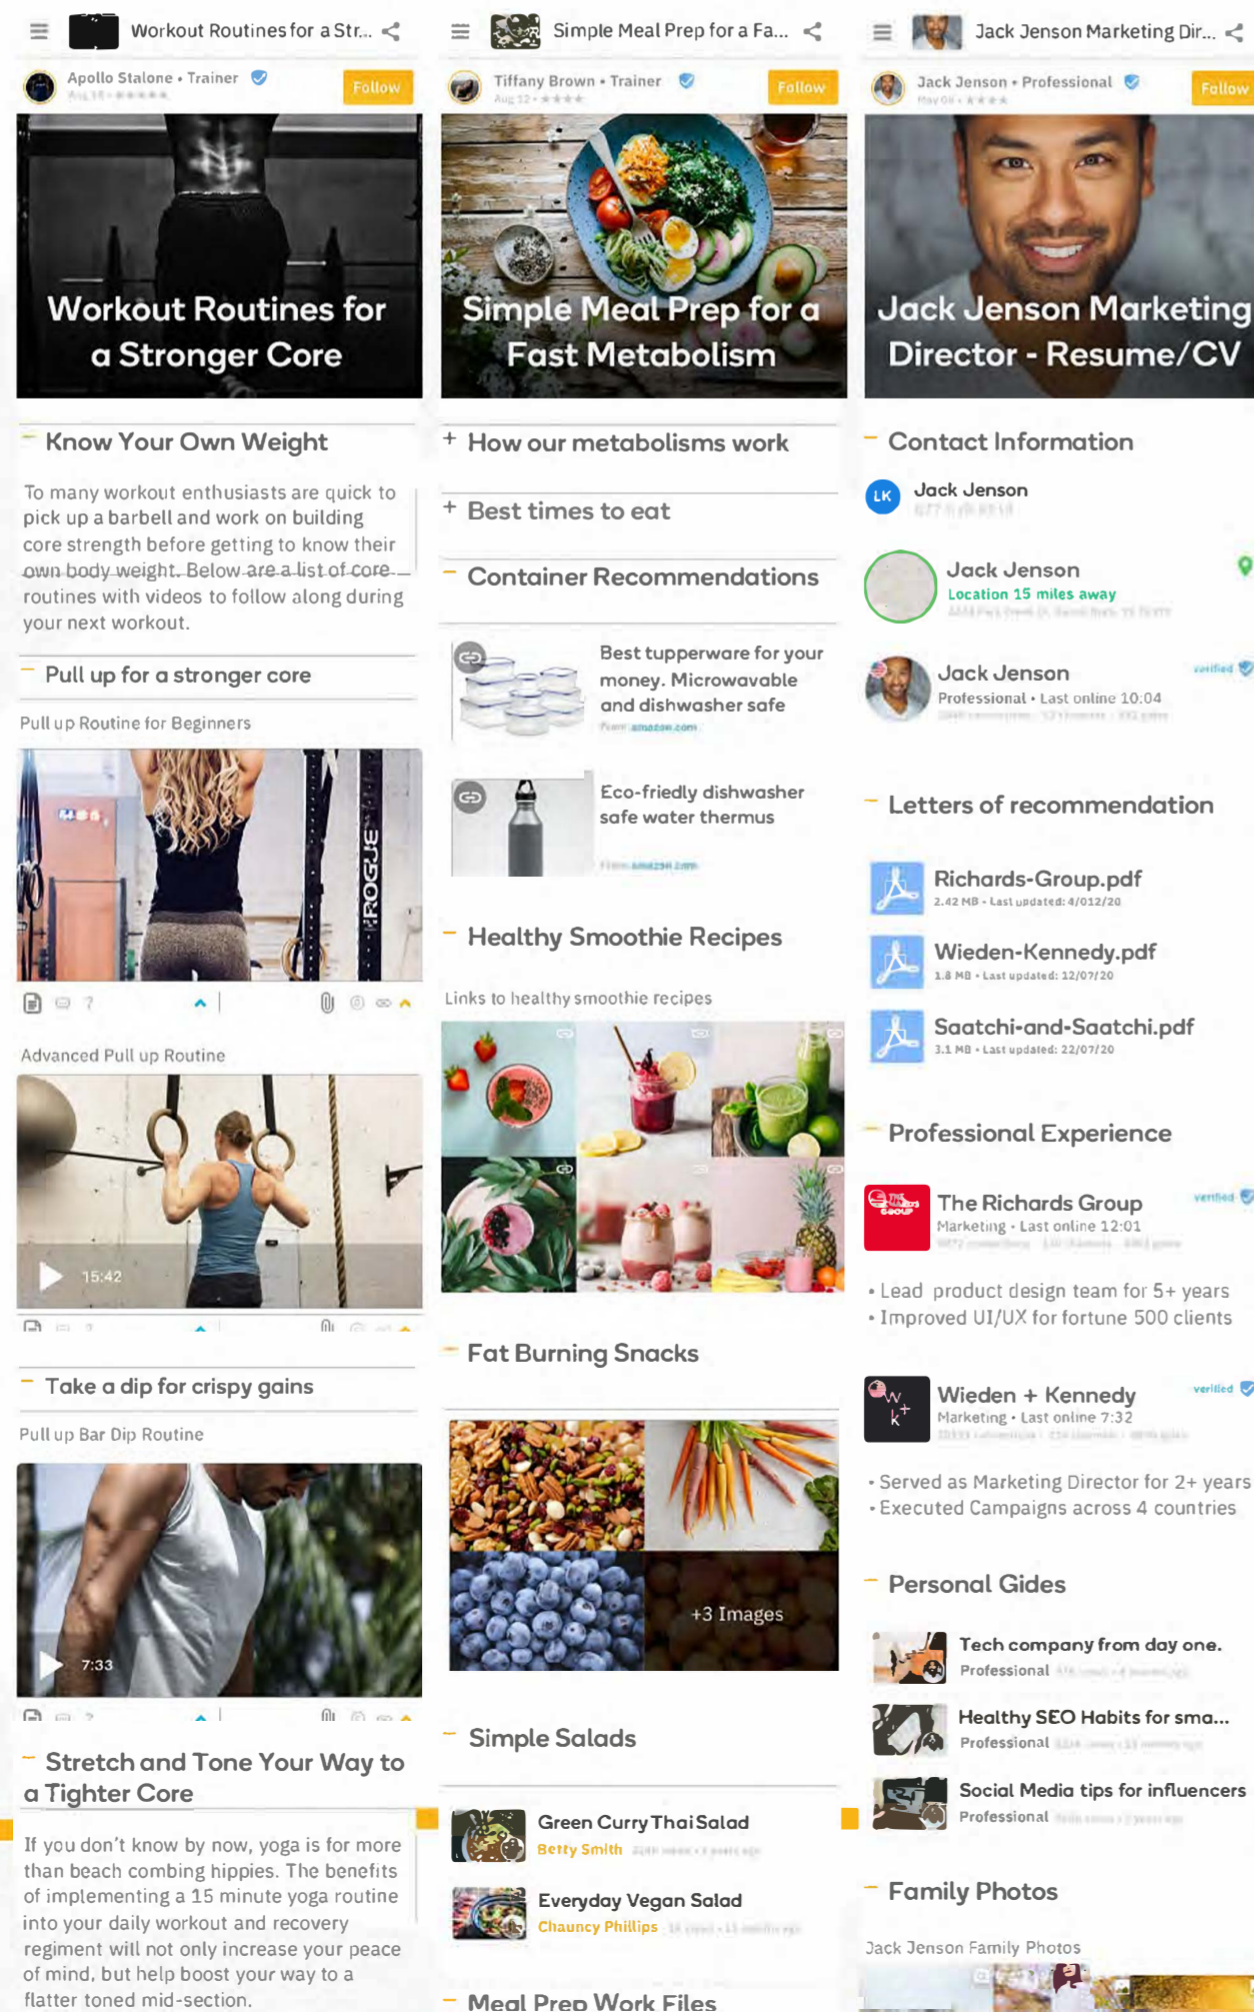 Workout Routines for a Str...
Apollo Stalone • Trainer
Follow
Workout Routines for
a Stronger Core
Know Your Own Weight
To many workout enthusiasts are quick to
pick up a barbell and work on building
core strength before getting to know their
own body weight. Below are a list of core
routines with videos to follow along during
your next workout.
Pull up for a stronger core
Pull up Routine for Beginners
ROGUE
Advanced Pull up Routine
15:42
Take a dip for crispy gains
Pull up Bar Dip Routine
7:33
Stretch and Tone Your Way to
a Tighter Core
If you don't know by now, yoga is for more
than beach combing hippies. The benefits
of implementing a 15 minute yoga routine
into your daily workout and recovery
regiment will not only increase your peace
of mind, but help boost your way to a
flatter toned mid-section.
Simple Meal Prep for a Fa...
Tiffany Brown • Trainer
Aug 12
Follow
Simple Meal Prep for a
Fast Metabolism
+ How our metabolisms work
+ Best times to eat
Container Recommendations
Best tupperware for your
money. Microwavable
and dishwasher safe
From: amazon.com
Eco-friedly dishwasher
safe water thermus
From: amazon.com
Healthy Smoothie Recipes
Links to healthy smoothie recipes
Fat Burning Snacks
+3 Images
Simple Salads
Green Curry Thai Salad
Betty Smith
Everyday Vegan Salad
Chauncy Phillips
Meal Prep Work Files
Jack Jenson Marketing Dir...
Jack Jenson • Professional
Follow
Jack Jenson Marketing
Director - Resume/CV
Contact Information
LK
Jack Jenson
Jack Jenson
Location 15 miles away
Jack Jenson
verified
Professional • Last online 10:04
Letters of recommendation
Richards-Group.pdf
2.42 MB • Last updated: 4/012/20
Wieden-Kennedy.pdf
1.8 MB • Last updated: 12/07/20
Saatchi-and-Saatchi.pdf
3.1 MB • Last updated: 22/07/20
Professional Experience
The Richards Group
verified
Marketing • Last online 12:01
• Lead product design team for 5+ years
• Improved UI/UX for fortune 500 clients
W
k+
Wieden + Kennedy
verified
Marketing • Last online 7:32
• Served as Marketing Director for 2+ years
• Executed Campaigns across 4 countries
Personal Gides
Tech company from day one.
Professional
Healthy SEO Habits for sma...
Professional
Social Media tips for influencers
Professional
Family Photos
Jack Jenson Family Photos